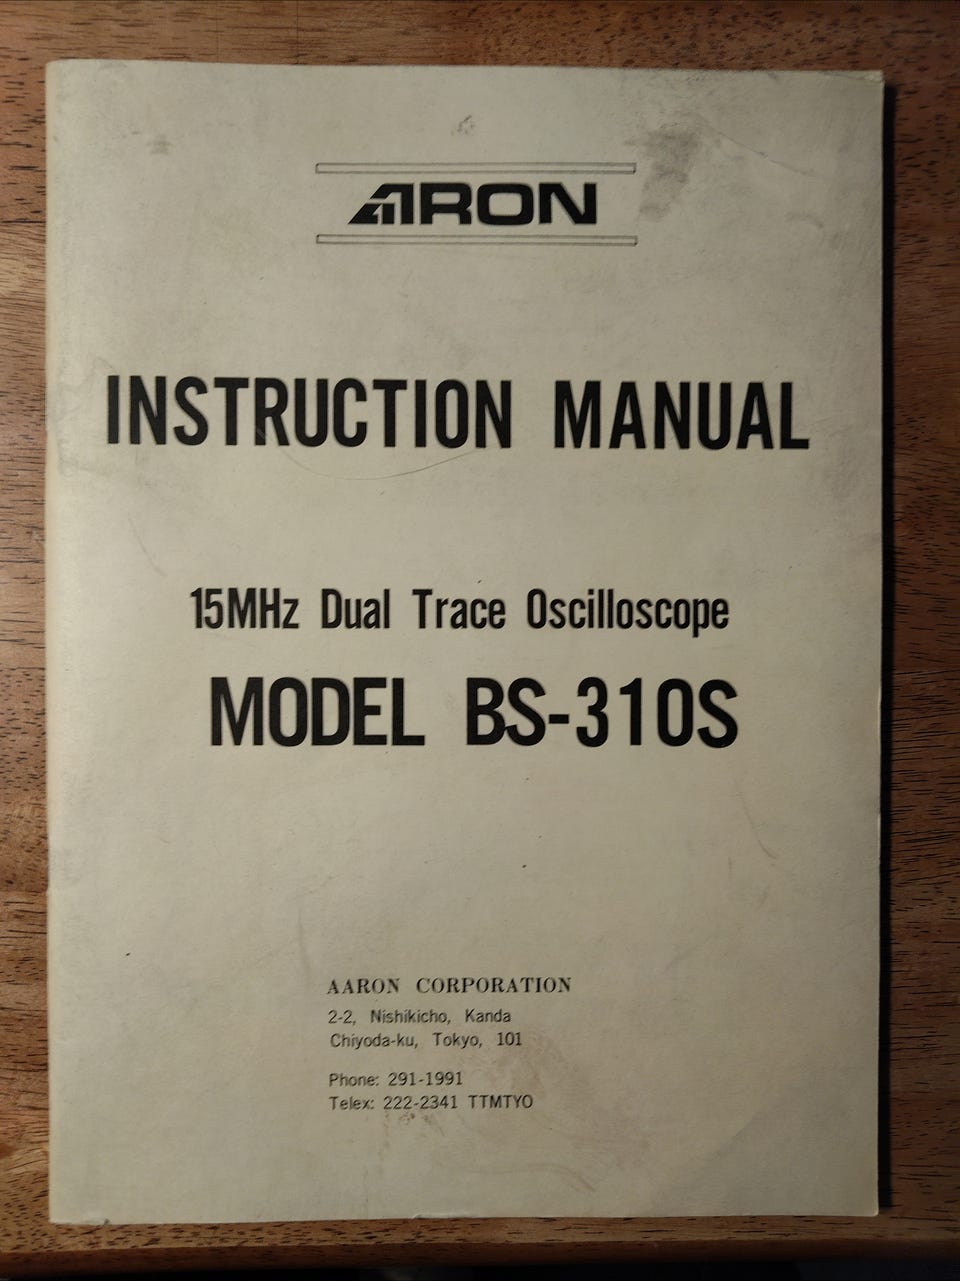 ARON
INSTRUCTION MANUAL
15MHz Dual Trace Oscilloscope
MODEL BS-310S
AARON CORPORATION
2-2, Nishikicho, Kanda
Chiyoda-ku, Tokyo, 101
Phone: 291-1991
Telex: 222-2341 TTMTYO